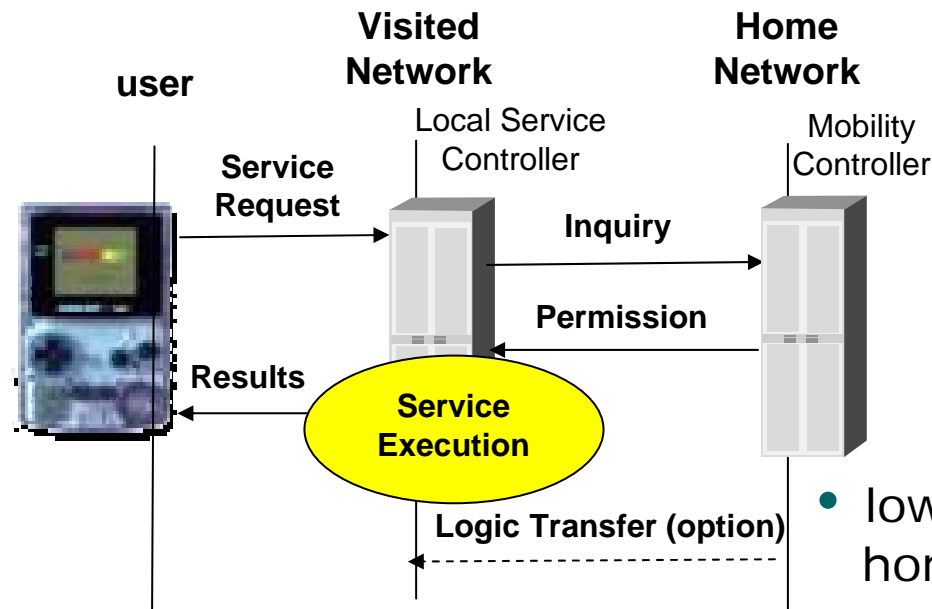 user
Visited
Network
Home
Network
Local Service
Controller
Mobility
Controller
Service
Request
Inquiry
Permission
Results
Service
Execution
Logic Transfer (option)